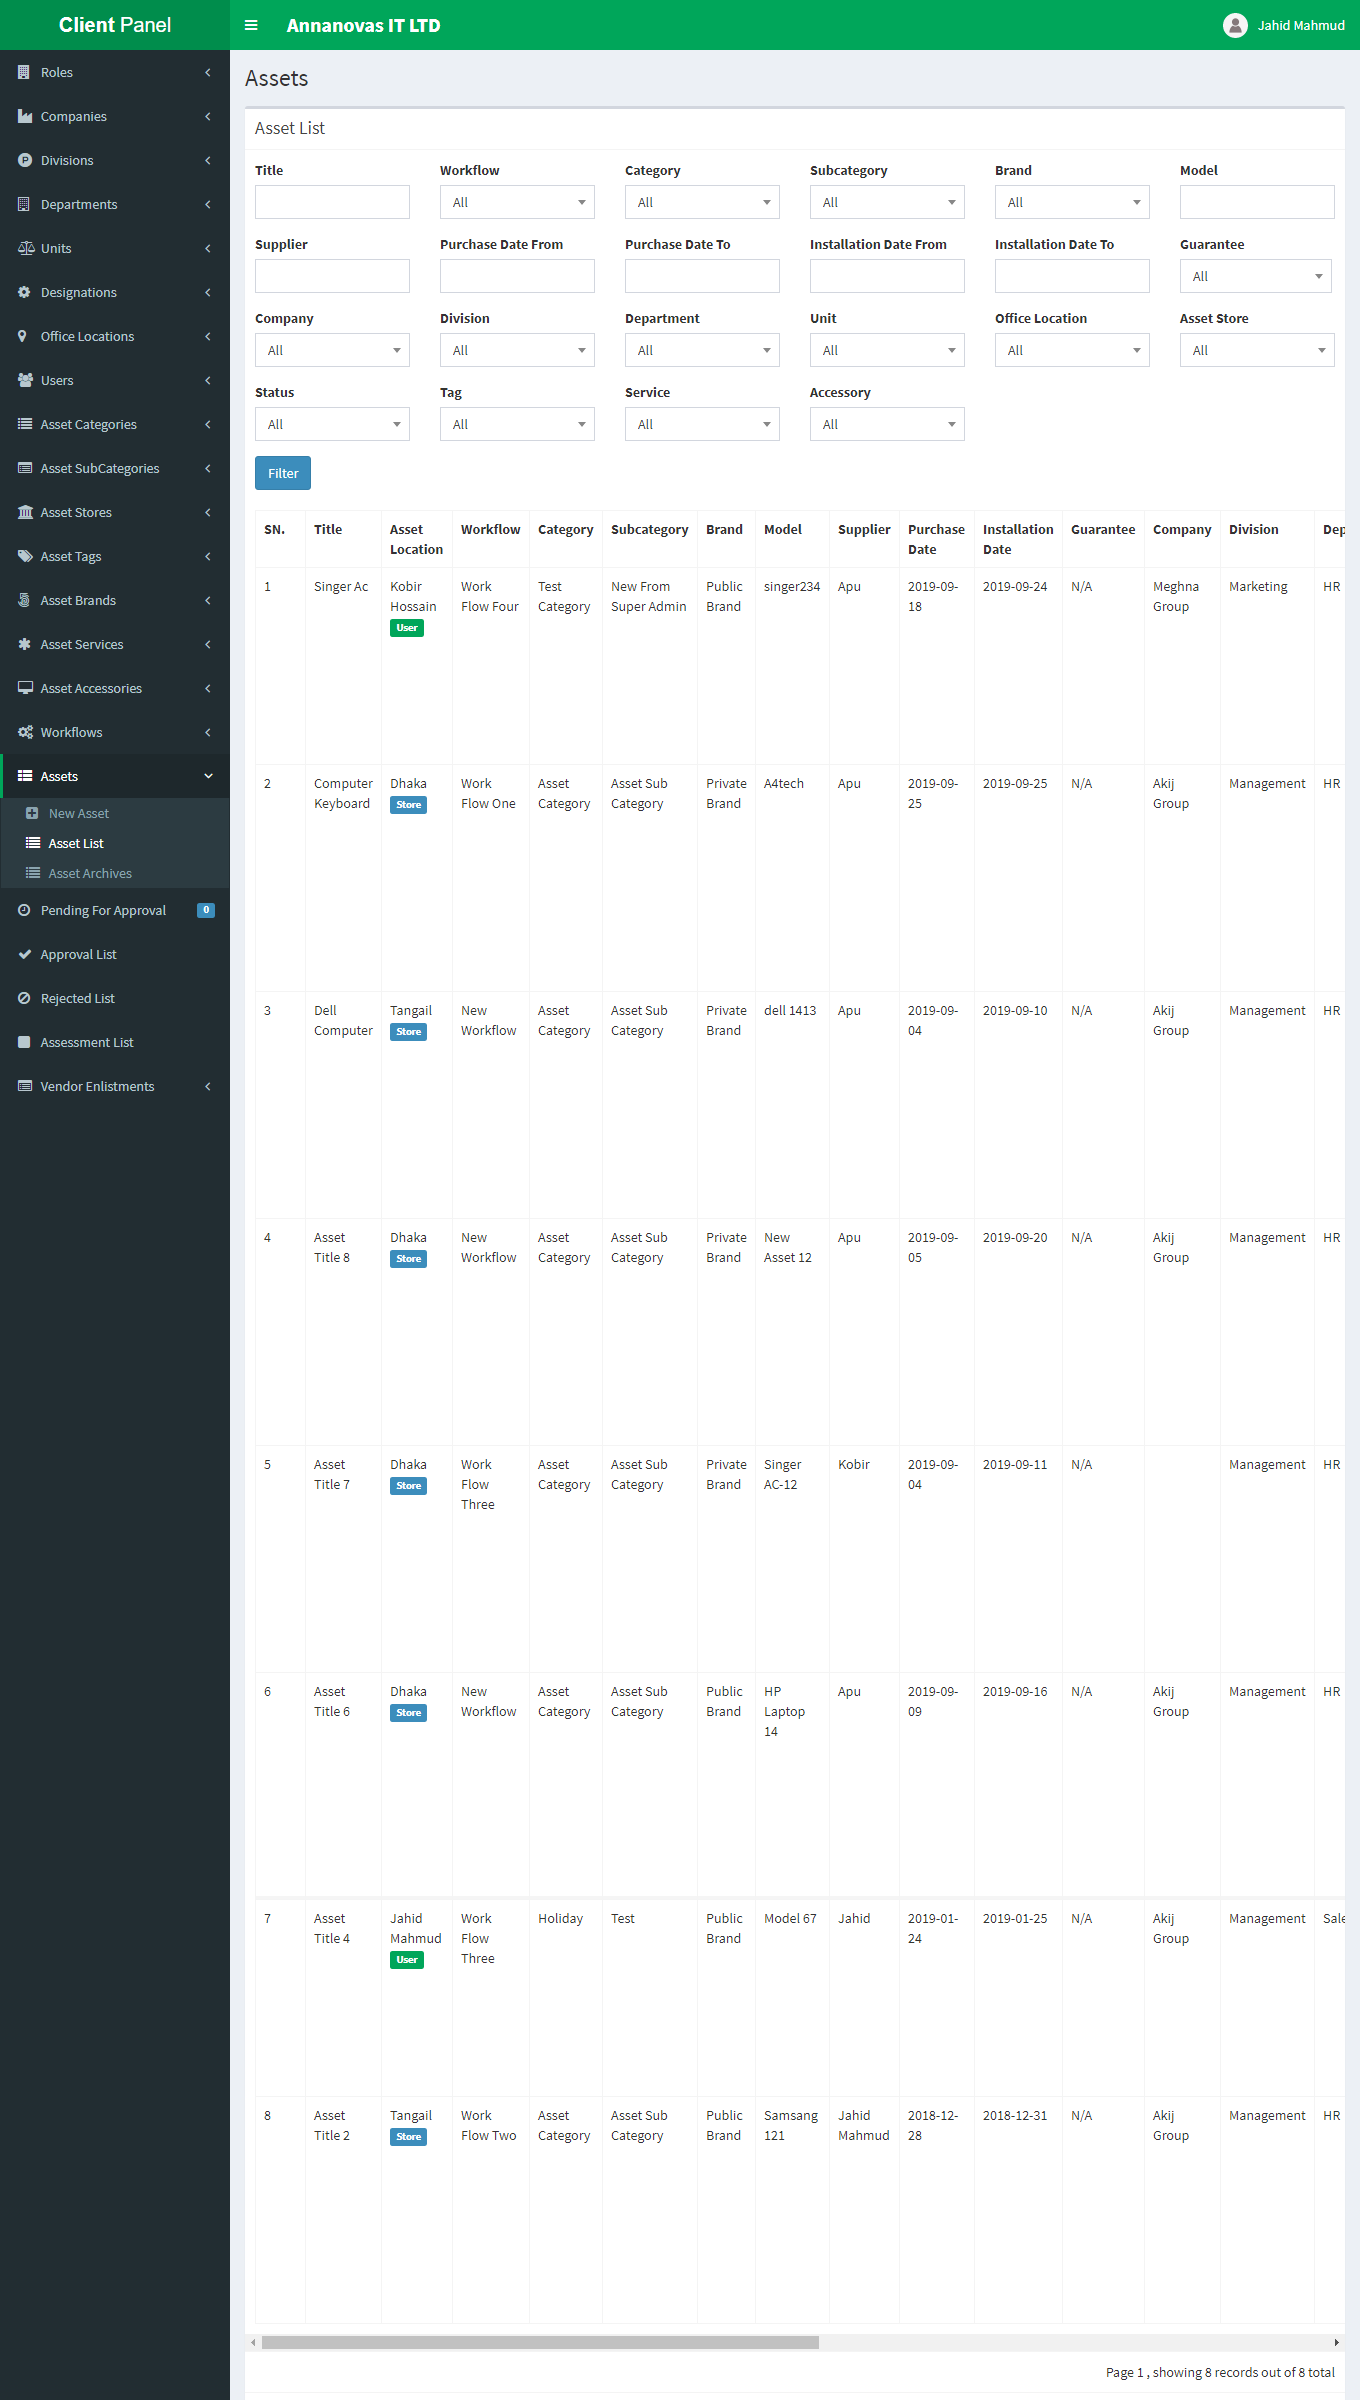 Client Panel
Annanovas IT LTD
Jahid Mahmud
Roles
Companies
Divisions
Departments
Units
Designations
Office Locations
Users
Asset Categories
Asset SubCategories
Asset Stores
Asset Tags
Asset Brands
Asset Services
Asset Accessories
Workflows
Assets
New Asset
Asset List
Asset Archives
Pending For Approval 0
Approval List
Rejected List
Assessment List
Vendor Enlistments
Assets
Asset List
Title Workflow Category Subcategory Brand Model
All All All All
Supplier Purchase Date From Purchase Date To Installation Date From Installation Date To Guarantee
All
Company Division Department Unit Office Location Asset Store
All All All All All All
Status Tag Service Accessory
All All All All
Filter
SN. Title Asset Workflow Category Subcategory Brand Model Supplier Purchase Installation Guarantee Company Division Dep
Location Date Date
1 Singer Ac Kobir Work Test New From Public singer234 Apu 2019-09- 2019-09-24 N/A Meghna Marketing HR
Hossain Flow Four Category Super Admin Brand 18 Group
User
2 Computer Dhaka Work Asset Asset Sub Private A4tech Apu 2019-09- 2019-09-25 N/A Akij Management HR
Keyboard Store Flow One Category Category Brand 25 Group
3 Dell Tangail New Asset Asset Sub Private dell 1413 Apu 2019-09- 2019-09-10 N/A Akij Management HR
Computer Store Workflow Category Category Brand 04 Group
4 Asset Dhaka New Asset Asset Sub Private New Apu 2019-09- 2019-09-20 N/A Akij Management HR
Title 8 Store Workflow Category Category Brand Asset 12 05 Group
5 Asset Dhaka Work Asset Asset Sub Private Singer Kobir 2019-09- 2019-09-11 N/A Management HR
Title 7 Store Flow Category Category Brand AC-12 04
Three
6 Asset Dhaka New Asset Asset Sub Public HP Apu 2019-09- 2019-09-16 N/A Akij Management HR
Title 6 Store Workflow Category Category Brand Laptop 09 Group
14
7 Asset Jahid Work Holiday Test Public Model 67 Jahid 2019-01- 2019-01-25 N/A Akij Management Sale
Title 4 Mahmud Flow Brand 24 Group
User Three
8 Asset Tangail Work Asset Asset Sub Public Samsang Jahid 2018-12- 2018-12-31 N/A Akij Management HR
Title 2 Store Flow Two Category Category Brand 121 Mahmud 28 Group
Page 1 , showing 8 records out of 8 total